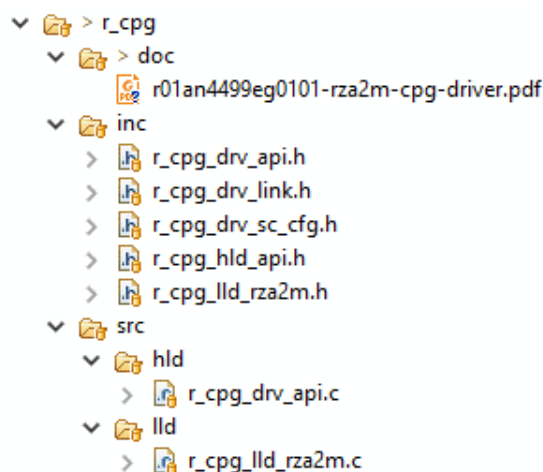 > r_cpg
> doc
r01an4499eg0101-rza2m-cpg-driver.pdf
inc
r_cpg_drv_api.h
r_cpg_drv_link.h
r_cpg_drv_sc_cfg.h
r_cpg_hld_api.h
r_cpg_lld_rza2m.h
src
hld
r_cpg_drv_api.c
lld
r_cpg_lld_rza2m.c